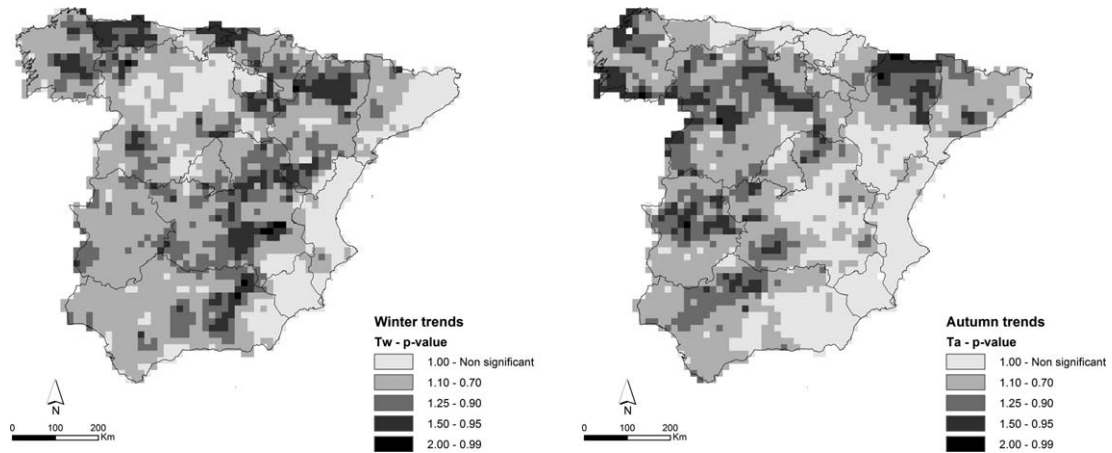 Winter trends
Tw - p-value
1.00 - Non significant
1.10 - 0.70
1.25 - 0.90
1.50 - 0.95
2.00 - 0.99
N
0 100 200
Km
Autumn trends
Ta - p-value
1.00 - Non significant
1.10 - 0.70
1.25 - 0.90
1.50 - 0.95
2.00 - 0.99
N
0 100 200
Km